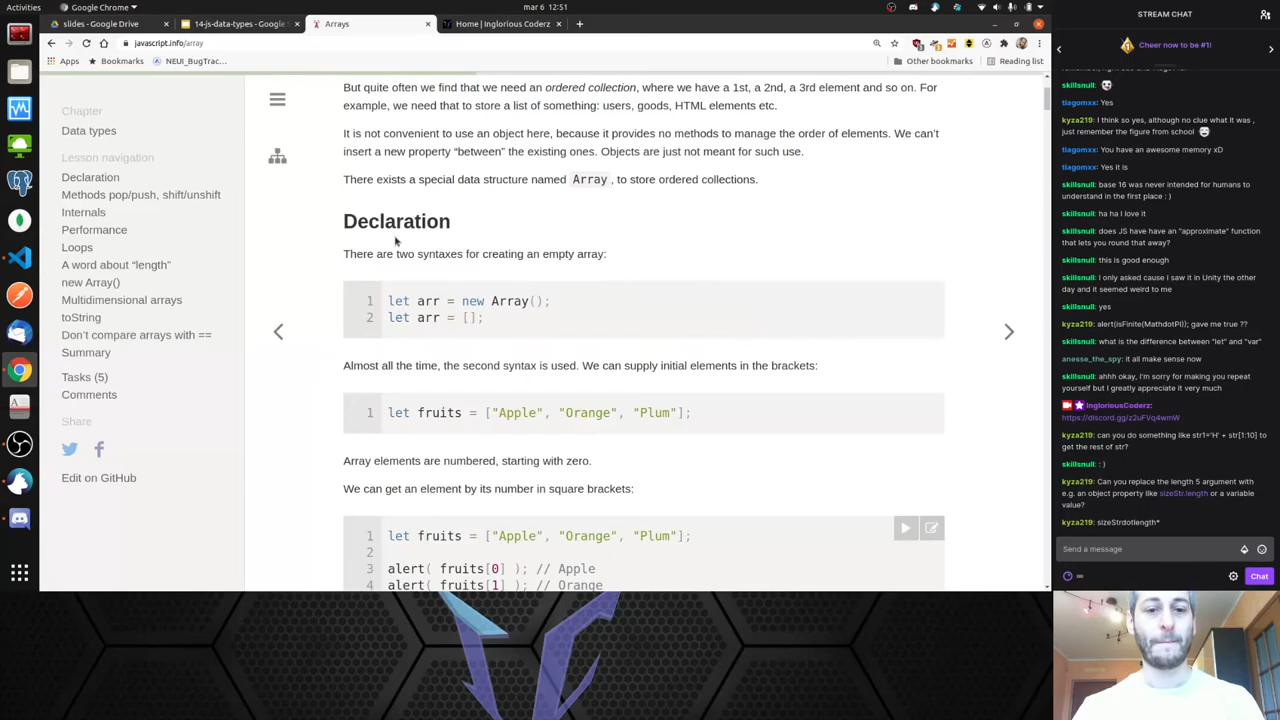 Activities
Google Chrome
mar 6 12:51
slides - Google Drive
14-js-data-types - Google S
Arrays
Home | Inglorious Coderz
javascript.info/array
Apps
Bookmarks
NEUI_BugTrac...
Other bookmarks
Reading list
Chapter
Data types
Lesson navigation
Declaration
Methods pop/push, shift/unshift
Internals
Performance
Loops
A word about “length”
new Array()
Multidimensional arrays
toString
Don’t compare arrays with ==
Summary
Tasks (5)
Comments
Share
Edit on GitHub
But quite often we find that we need an ordered collection, where we have a 1st, a 2nd, a 3rd element and so on. For
example, we need that to store a list of something: users, goods, HTML elements etc.
It is not convenient to use an object here, because it provides no methods to manage the order of elements. We can’t
insert a new property “between” the existing ones. Objects are just not meant for such use.
There exists a special data structure named Array, to store ordered collections.
Declaration
There are two syntaxes for creating an empty array:
1 let arr = new Array();
2 let arr = [];
Almost all the time, the second syntax is used. We can supply initial elements in the brackets:
1 let fruits = ["Apple", "Orange", "Plum"];
Array elements are numbered, starting with zero.
We can get an element by its number in square brackets:
1 let fruits = ["Apple", "Orange", "Plum"];
2
3 alert( fruits[0] ); // Apple
4 alert( fruits[1] ); // Orange
STREAM CHAT
Cheer now to be #1!
skillsnull:
tiagomxx: Yes
kyza219: I think so yes, although no clue what it was ,
just remember the figure from school
tiagomxx: You have an awesome memory xD
tiagomxx: Yes it is
skillsnull: base 16 was never intended for humans to
understand in the first place : )
skillsnull: ha ha I love it
skillsnull: does JS have have an "approximate" function
that lets you round that away?
skillsnull: this is good enough
skillsnull: I only asked cause I saw it in Unity the other
day and it seemed weird to me
skillsnull: yes
kyza219: alert(isFinite(MathdotPI)); gave me true ??
skillsnull: what is the difference between "let" and "var"
anesse_the_spy: it all make sense now
skillsnull: ahhh okay, I'm sorry for making you repeat
yourself but I greatly appreciate it very much
IngloriousCoderz:
https://discord.gg/z2uFVq4wmW
kyza219: can you do something like str1='H' + str[1:10] to
get the rest of str?
skillsnull: : )
kyza219: Can you replace the length 5 argument with
e.g. an object property like sizeStr.length or a variable
value?
kyza219: sizeStrdotlength*
Send a message
Chat